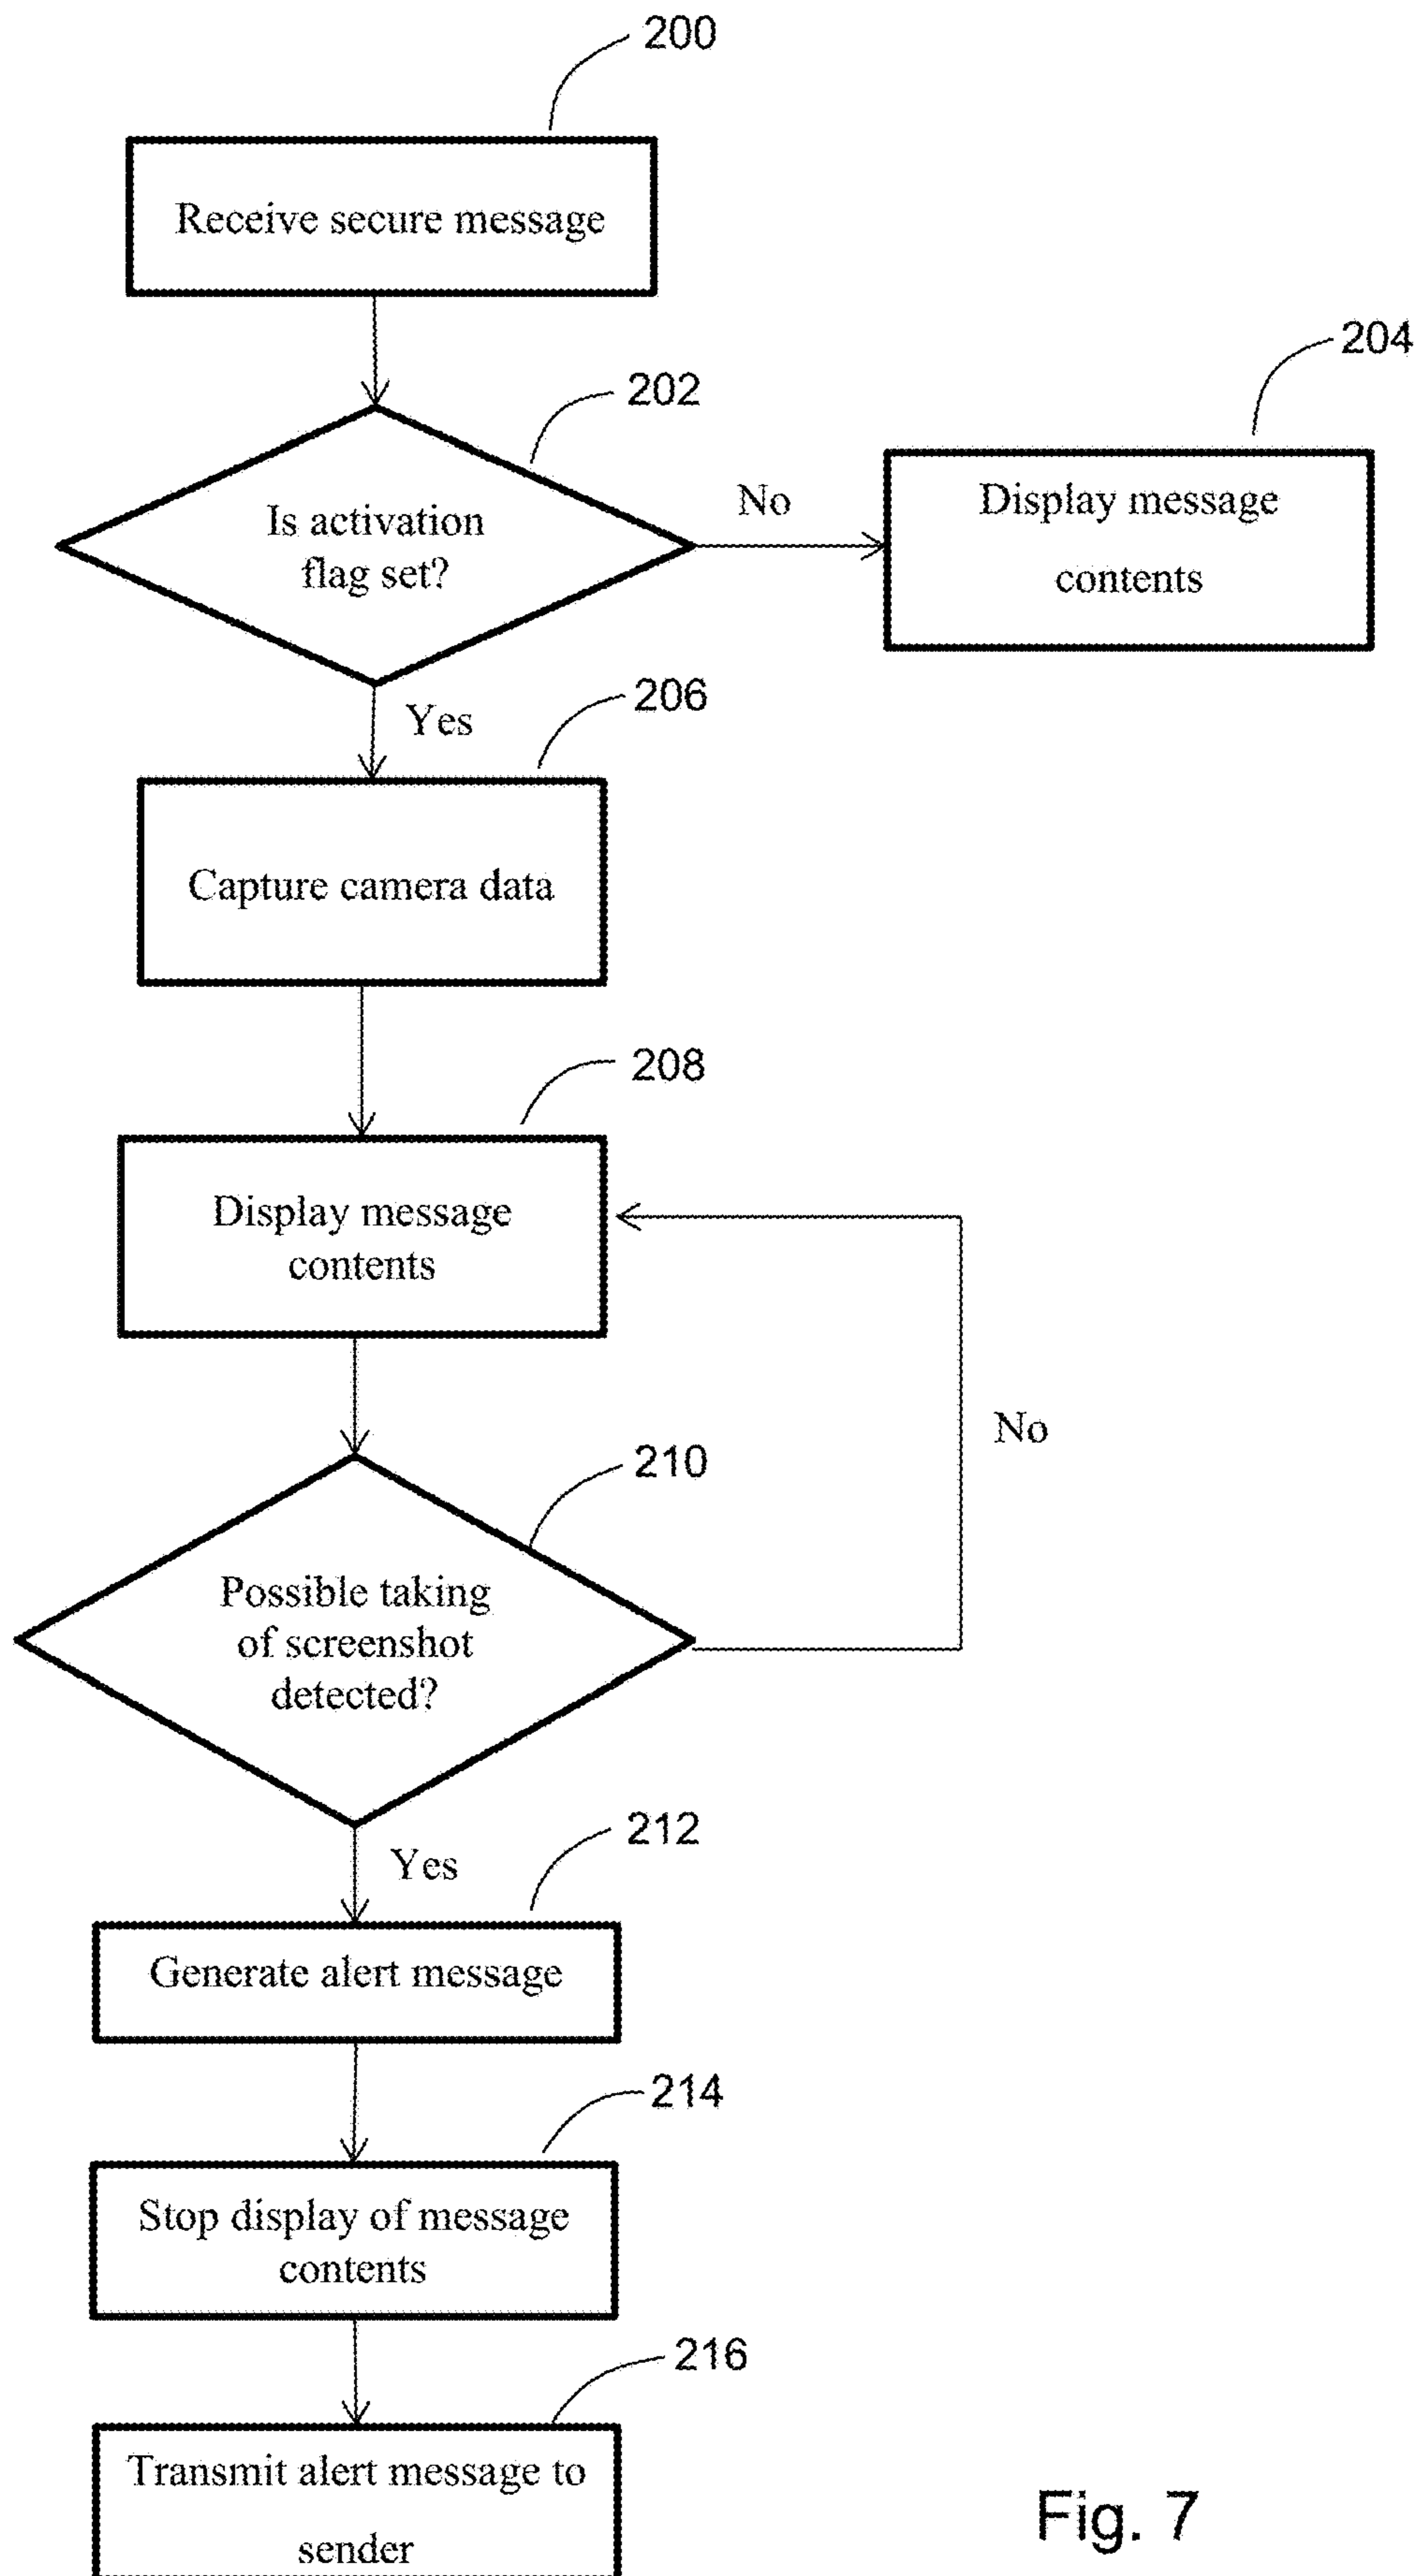 200
Receive secure message
204
202
Is activation
flag set?
No
Display message
contents
206
Yes
Capture camera data
208
Display message
contents
No
210
Possible taking
of screenshot
detected?
212
Yes
Generate alert message
214
Stop display of message
contents
216
Transmit alert message to
sender
Fig. 7